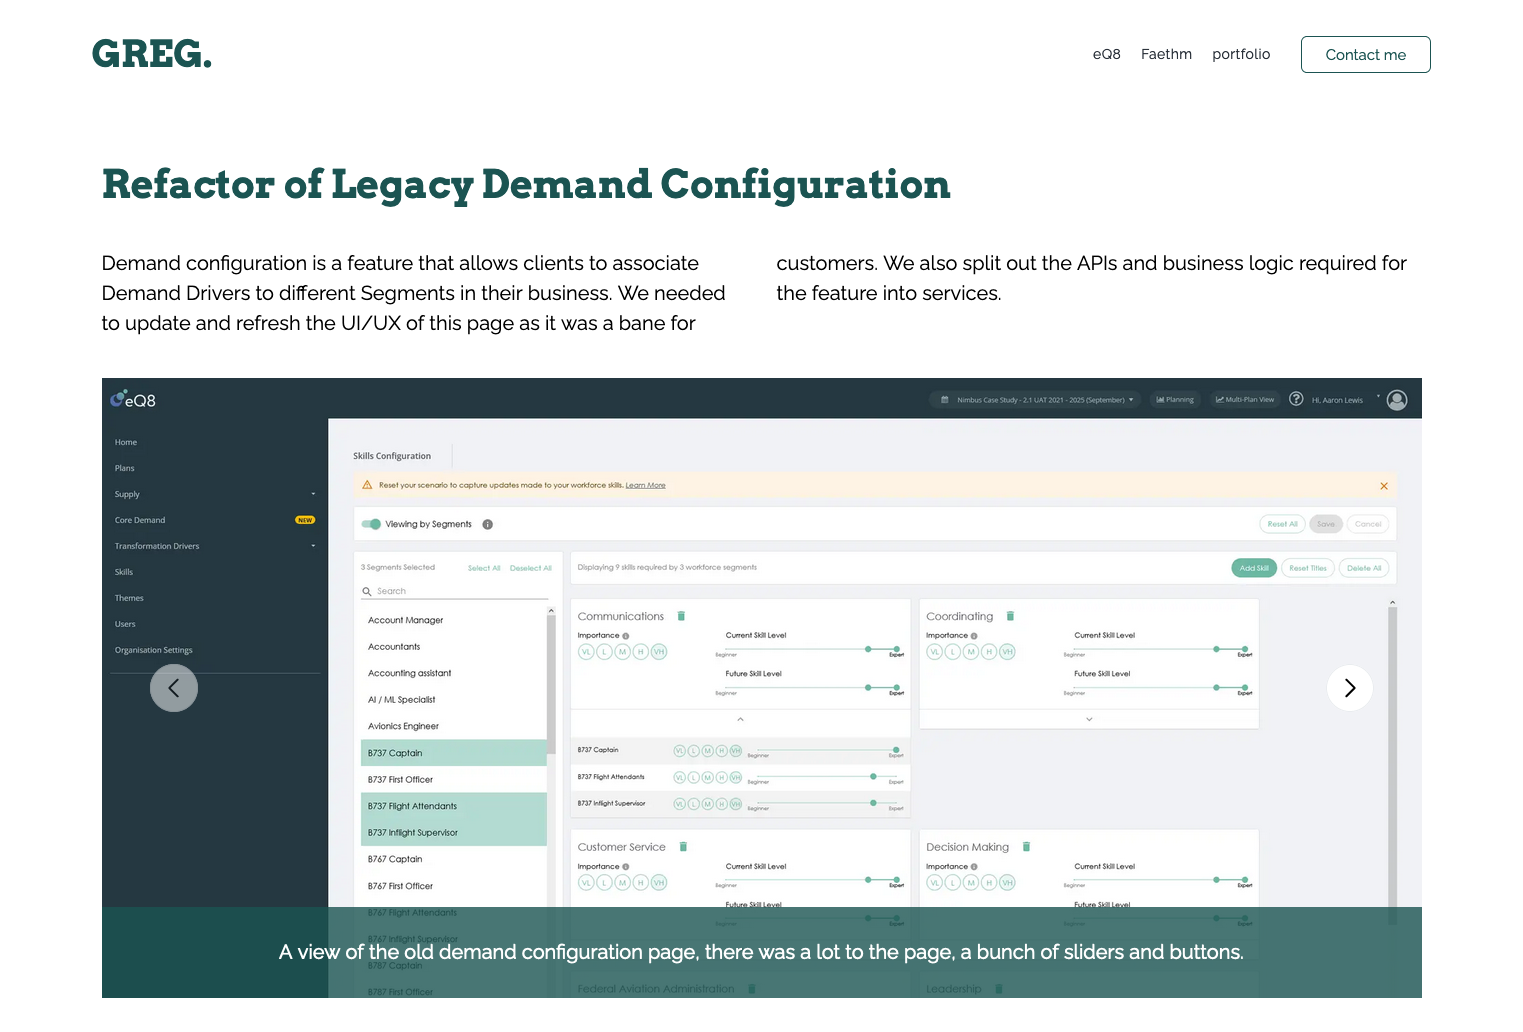 GREG.
eQ8
Faethm
portfolio
Contact me
Refactor of Legacy Demand Configuration
Demand configuration is a feature that allows clients to associate
Demand Drivers to different Segments in their business. We needed
to update and refresh the UI/UX of this page as it was a bane for
customers. We also split out the APIs and business logic required for
the feature into services.
eQ8
Nimbus Case Study - 2.1 UAT 2021 - 2025 (September)
Planning
Multi-Plan View
Hi, Aaron Lewis
Home
Plans
Supply
Core Demand NEW
Transformation Drivers
Skills
Themes
Users
Organisation Settings
Skills Configuration
Reset your scenario to capture updates made to your workforce skills. Learn More
Viewing by Segments
Reset All
Save
Cancel
3 Segments Selected
Select All
Deselect All
Search
Account Manager
Accountants
Accounting assistant
AI / ML Specialist
Avionics Engineer
B737 Captain
B737 First Officer
B737 Flight Attendants
B737 Inflight Supervisor
B767 Captain
B767 First Officer
B767 Flight Attendants
B767 Inflight Supervisor
B787 Captain
B787 First Officer
Displaying 9 skills required by 3 workforce segments
Add Skill
Reset Titles
Delete All
Communications
Importance
VL L M H VH
Current Skill Level
Beginner Expert
Future Skill Level
Beginner Expert
B737 Captain VL L M H VH Beginner Expert
B737 Flight Attendants VL L M H VH Beginner Expert
B737 Inflight Supervisor VL L M H VH Beginner Expert
Coordinating
Importance
VL L M H VH
Current Skill Level
Beginner Expert
Future Skill Level
Beginner Expert
Customer Service
Importance
VL L M H VH
Current Skill Level
Beginner Expert
Future Skill Level
Beginner Expert
Decision Making
Importance
VL L M H VH
Current Skill Level
Beginner Expert
Future Skill Level
Beginner Expert
Federal Aviation Administration
Leadership
A view of the old demand configuration page, there was a lot to the page, a bunch of sliders and buttons.